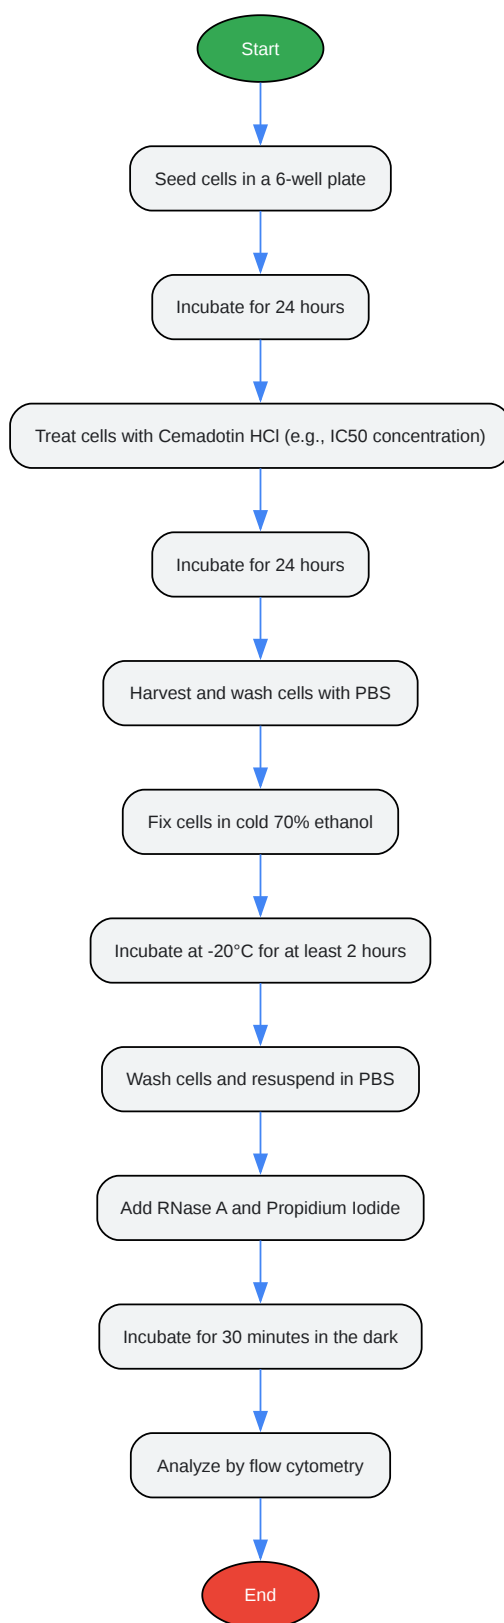 Start
Seed cells in a 6-well plate
Incubate for 24 hours
Treat cells with Cemadotin HCl (e.g., IC50 concentration)
Incubate for 24 hours
Harvest and wash cells with PBS
Fix cells in cold 70% ethanol
Incubate at -20°C for at least 2 hours
Wash cells and resuspend in PBS
Add RNase A and Propidium Iodide
Incubate for 30 minutes in the dark
Analyze by flow cytometry
End